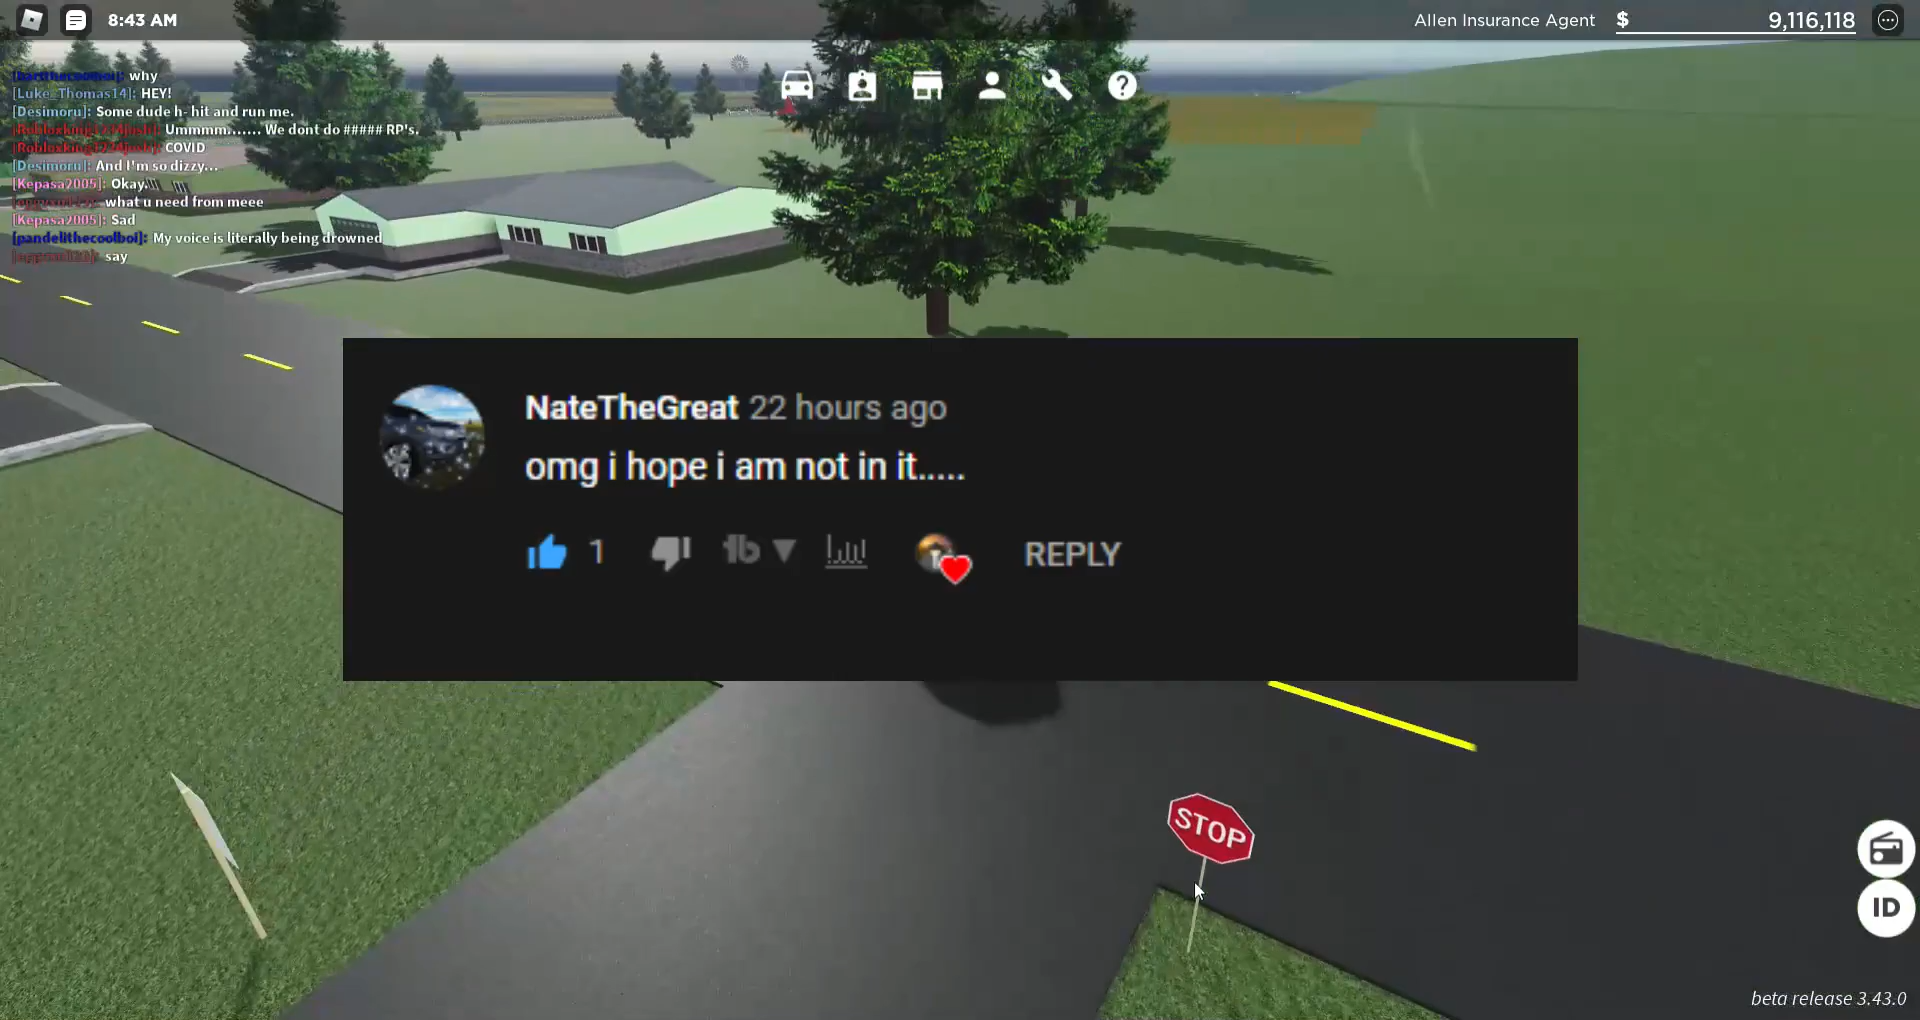 8:43 AM
Allen Insurance Agent $ 9,116,118
why
[Luke_Thomas14]: HEY!
[Desimoru]: Some dude h- hit and run me.
Ummmm....... We dont do ##### RP's.
COVID
[Desimoru]: And I'm so dizzy...
[Kepasa2005]: Okay.
what u need from meee
[Kepasa2005]: Sad
[pandelithecoolboi]: My voice is literally being drowned
say
NateTheGreat 22 hours ago
omg i hope i am not in it.....
1 REPLY
STOP
ID
beta release 3.43.0